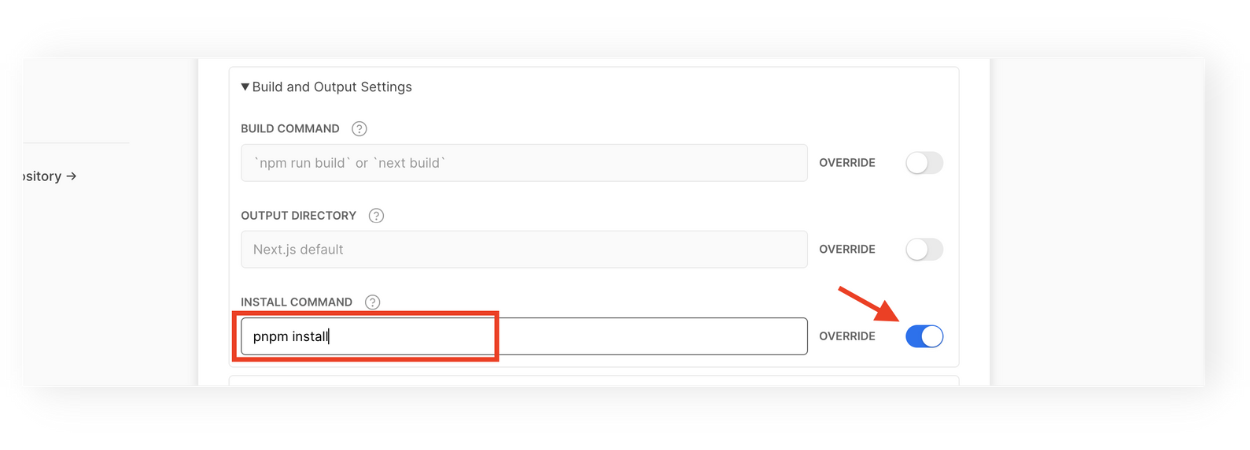 ▼Build and Output Settings
BUILD COMMAND ?
`npm run build` or `next build`
OVERRIDE
ository →
OUTPUT DIRECTORY ?
Next.js default
OVERRIDE
INSTALL COMMAND ?
pnpm install
OVERRIDE